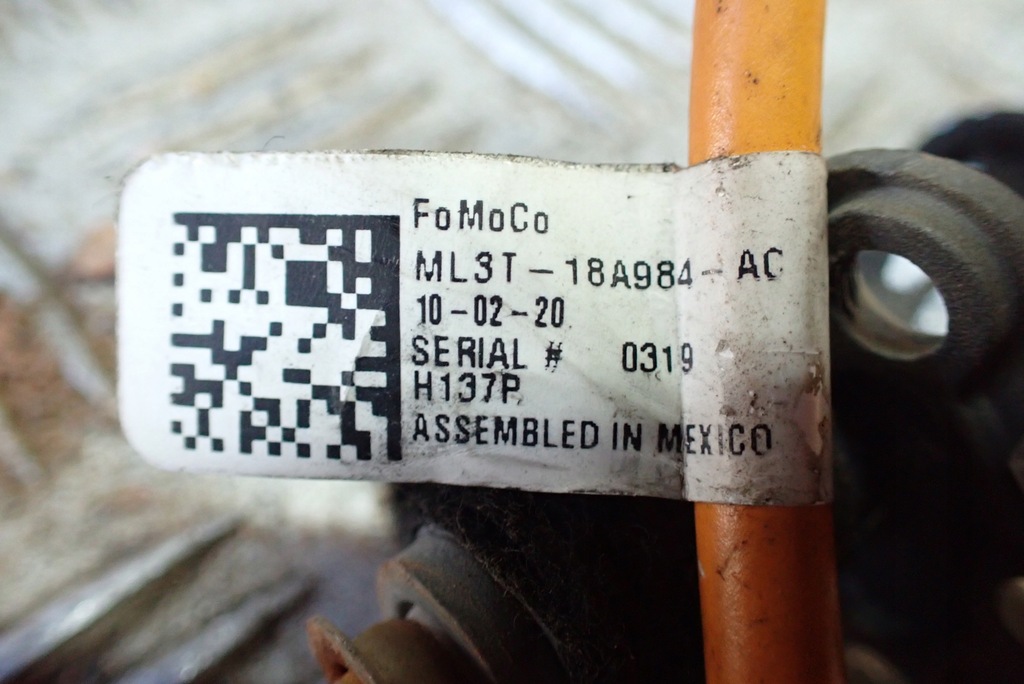 FoMoCo
ML3T-18A984-AC
10-02-20
SERIAL # 0319
H137P
ASSEMBLED IN MEXICO